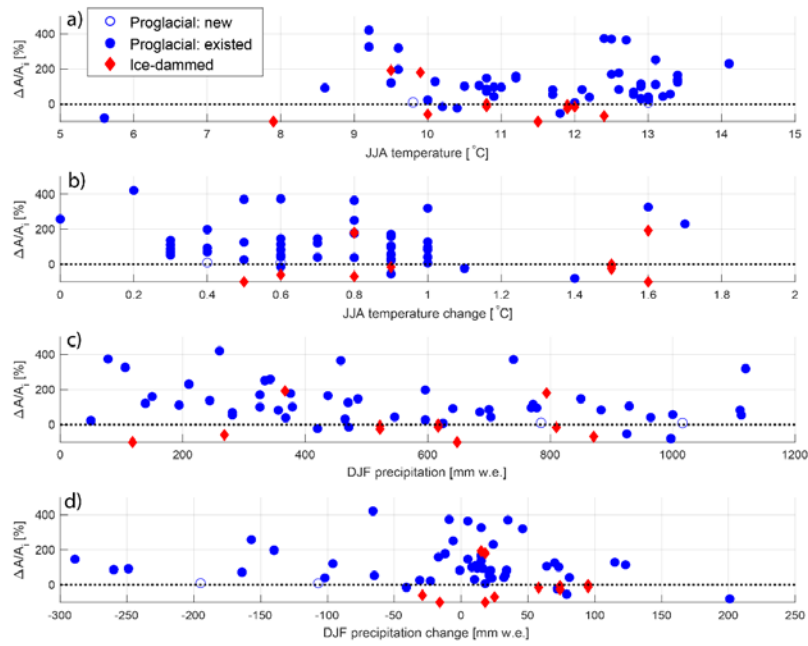 a)
Proglacial: new
Proglacial: existed
Ice-dammed
400
200
0
Δ A/A_i [%]
5 6 7 8 9 10 11 12 13 14 15
JJA temperature [°C]
b)
400
200
0
Δ A/A_i [%]
0 0.2 0.4 0.6 0.8 1 1.2 1.4 1.6 1.8 2
JJA temperature change [°C]
c)
400
200
0
Δ A/A_i [%]
0 200 400 600 800 1000 1200
DJF precipitation [mm w.e.]
d)
400
200
0
Δ A/A_i [%]
-300 -250 -200 -150 -100 -50 0 50 100 150 200 250
DJF precipitation change [mm w.e.]